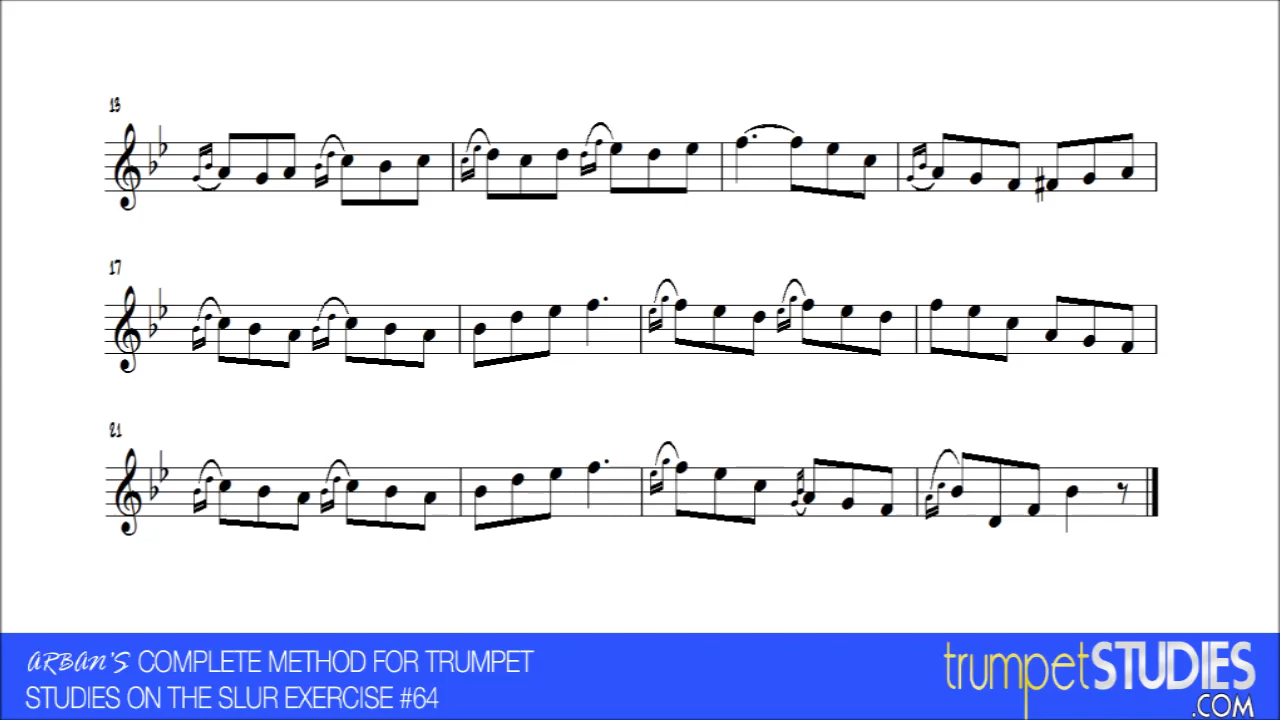 13
17
21
ARBAN'S COMPLETE METHOD FOR TRUMPET
STUDIES ON THE SLUR EXERCISE #64
trumpetSTUDIES
.COM